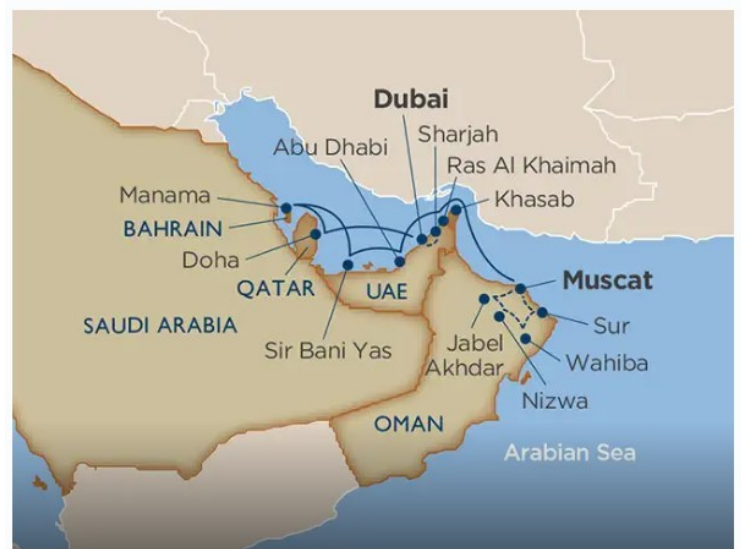 Dubai
Sharjah
Abu Dhabi
Ras Al Khaimah
Manama
Khasab
BAHRAIN
Doha
Muscat
QATAR
UAE
SAUDI ARABIA
Sur
Sir Bani Yas
Jabel
Akhdar
Wahiba
Nizwa
OMAN
Arabian Sea